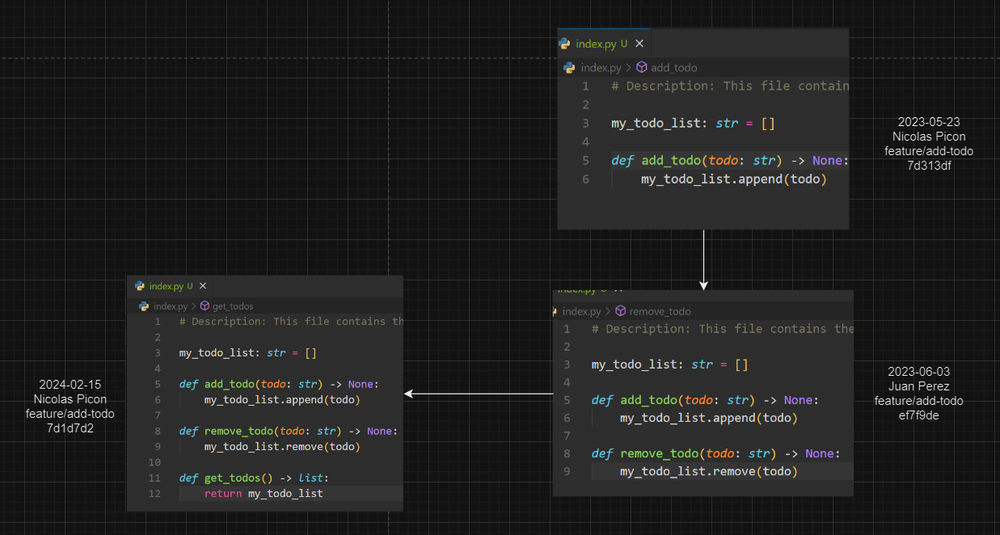 index.py U ×
index.py > add_todo
1 # Description: This file contain
2
3 my_todo_list: str = []
4
5 def add_todo(todo: str) -> None:
6 my_todo_list.append(todo)
2023-05-23
Nicolas Picon
feature/add-todo
7d313df
index.py U ×
index.py > get_todos
1 # Description: This file contains th
2
3 my_todo_list: str = []
4
5 def add_todo(todo: str) -> None:
6 my_todo_list.append(todo)
7
8 def remove_todo(todo: str) -> None:
9 my_todo_list.remove(todo)
10
11 def get_todos() -> list:
12 return my_todo_list
2024-02-15
Nicolas Picon
feature/add-todo
7d1d7d2
index.py U ×
index.py > remove_todo
1 # Description: This file contains the
2
3 my_todo_list: str = []
4
5 def add_todo(todo: str) -> None:
6 my_todo_list.append(todo)
7
8 def remove_todo(todo: str) -> None:
9 my_todo_list.remove(todo)
2023-06-03
Juan Perez
feature/add-todo
ef7f9de